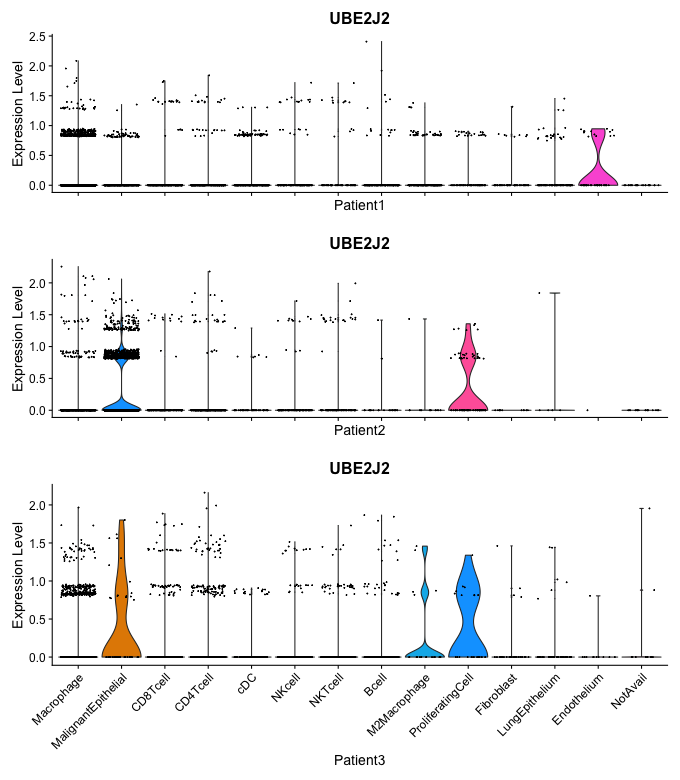 UBE2J2
Expression Level
2.5
2.0
1.5
1.0
0.5
0.0
Patient1
UBE2J2
Expression Level
2.0
1.5
1.0
0.5
0.0
Patient2
UBE2J2
Expression Level
2.0
1.5
1.0
0.5
0.0
Macrophage
MalignantEpithelial
CD8Tcell
CD4Tcell
cDC
NKcell
NKTcell
Bcell
M2Macrophage
ProliferatingCell
Fibroblast
LungEpithelium
Endothelium
NotAvail
Patient3